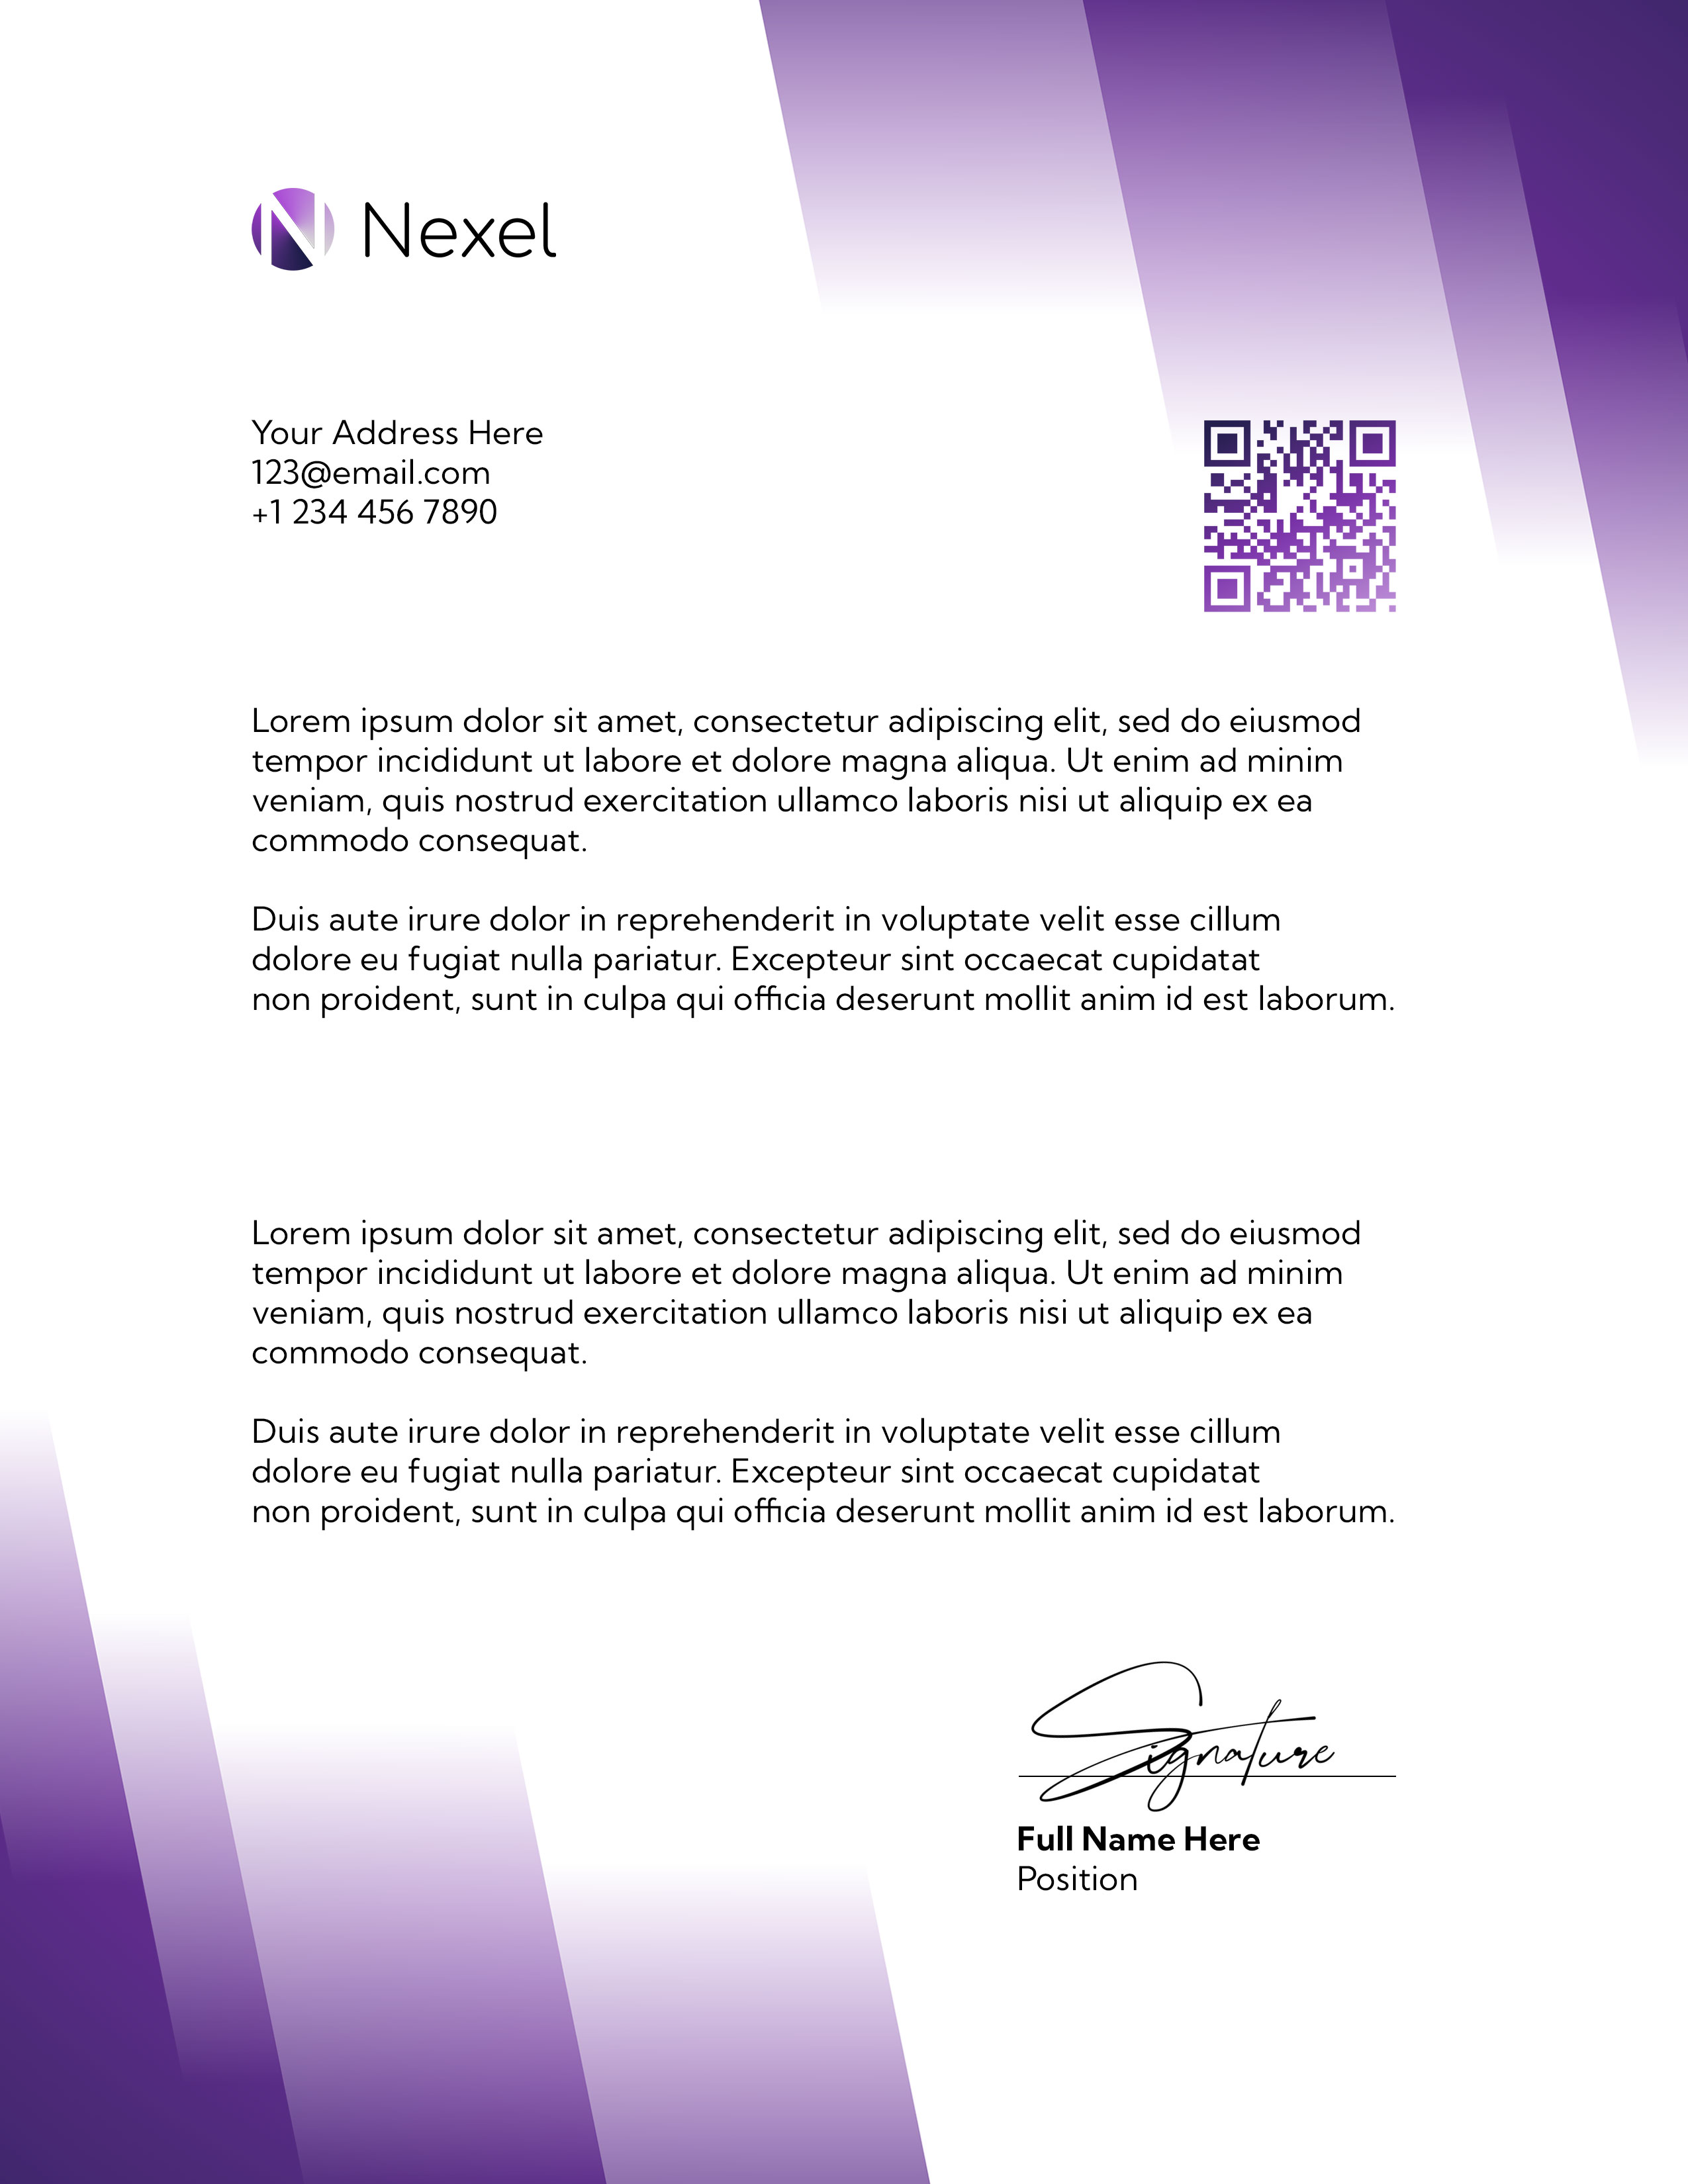 Nexel
Your Address Here
123@email.com
+1 234 456 7890
Lorem ipsum dolor sit amet, consectetur adipiscing elit, sed do eiusmod
tempor incididunt ut labore et dolore magna aliqua. Ut enim ad minim
veniam, quis nostrud exercitation ullamco laboris nisi ut aliquip ex ea
commodo consequat.
Duis aute irure dolor in reprehenderit in voluptate velit esse cillum
dolore eu fugiat nulla pariatur. Excepteur sint occaecat cupidatat
non proident, sunt in culpa qui officia deserunt mollit anim id est laborum.
Lorem ipsum dolor sit amet, consectetur adipiscing elit, sed do eiusmod
tempor incididunt ut labore et dolore magna aliqua. Ut enim ad minim
veniam, quis nostrud exercitation ullamco laboris nisi ut aliquip ex ea
commodo consequat.
Duis aute irure dolor in reprehenderit in voluptate velit esse cillum
dolore eu fugiat nulla pariatur. Excepteur sint occaecat cupidatat
non proident, sunt in culpa qui officia deserunt mollit anim id est laborum.
Signature
Full Name Here
Position